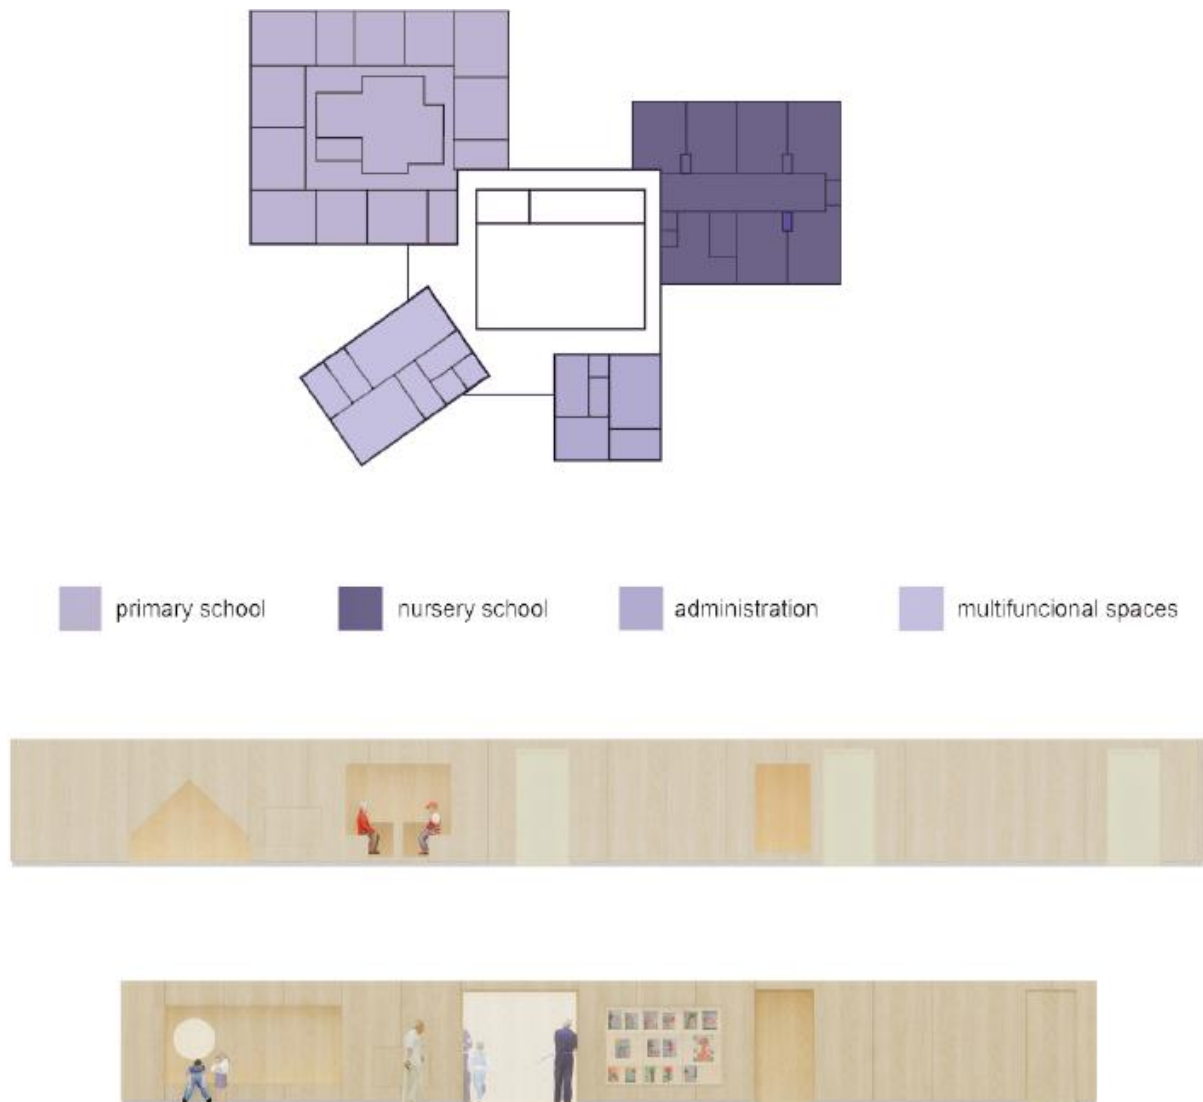 primary school
nursery school
administration
multifuncional spaces